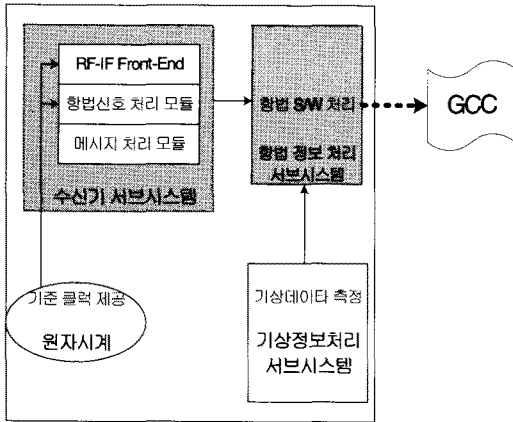 RF-IF Front-End
항법신호 처리 모듈
메시지 처리 모듈
수신기 서브시스템
항법 S/W 처리
항법 정보 처리
서브시스템
GCC
기준 클럭 제공
원자시계
기상데이타 측정
기상정보처리
서브시스템